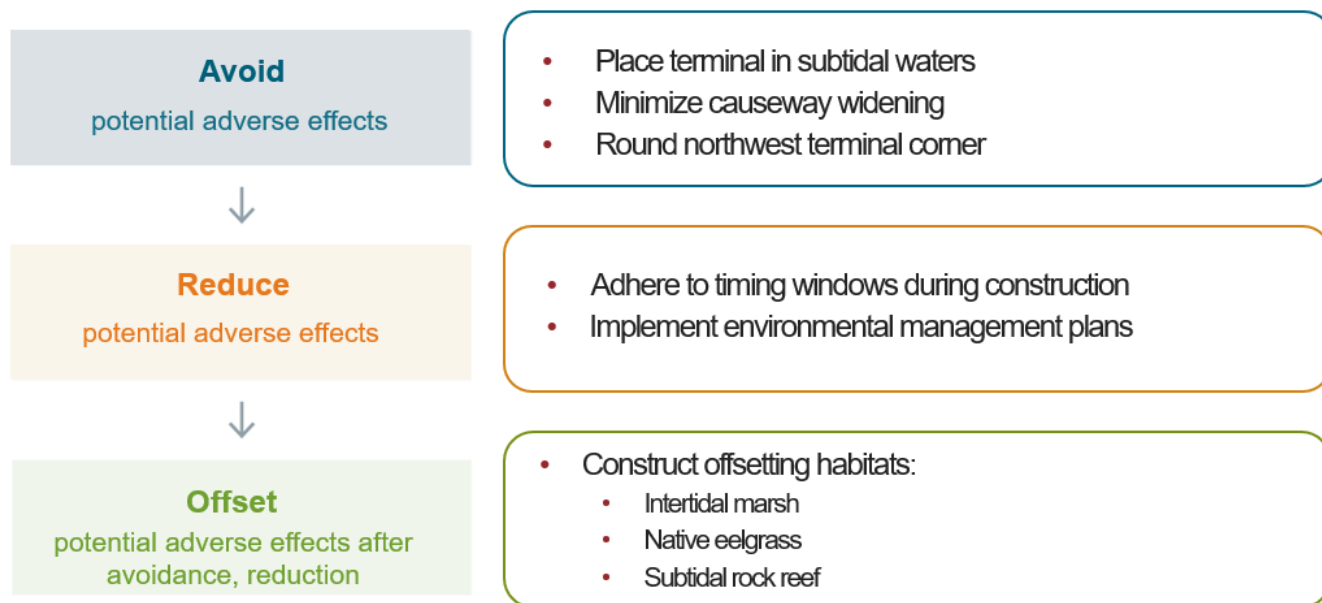 Avoid
potential adverse effects
• Place terminal in subtidal waters
• Minimize causeway widening
• Round northwest terminal corner
Reduce
potential adverse effects
• Adhere to timing windows during construction
• Implement environmental management plans
Offset
potential adverse effects after
avoidance, reduction
• Construct offsetting habitats:
• Intertidal marsh
• Native eelgrass
• Subtidal rock reef